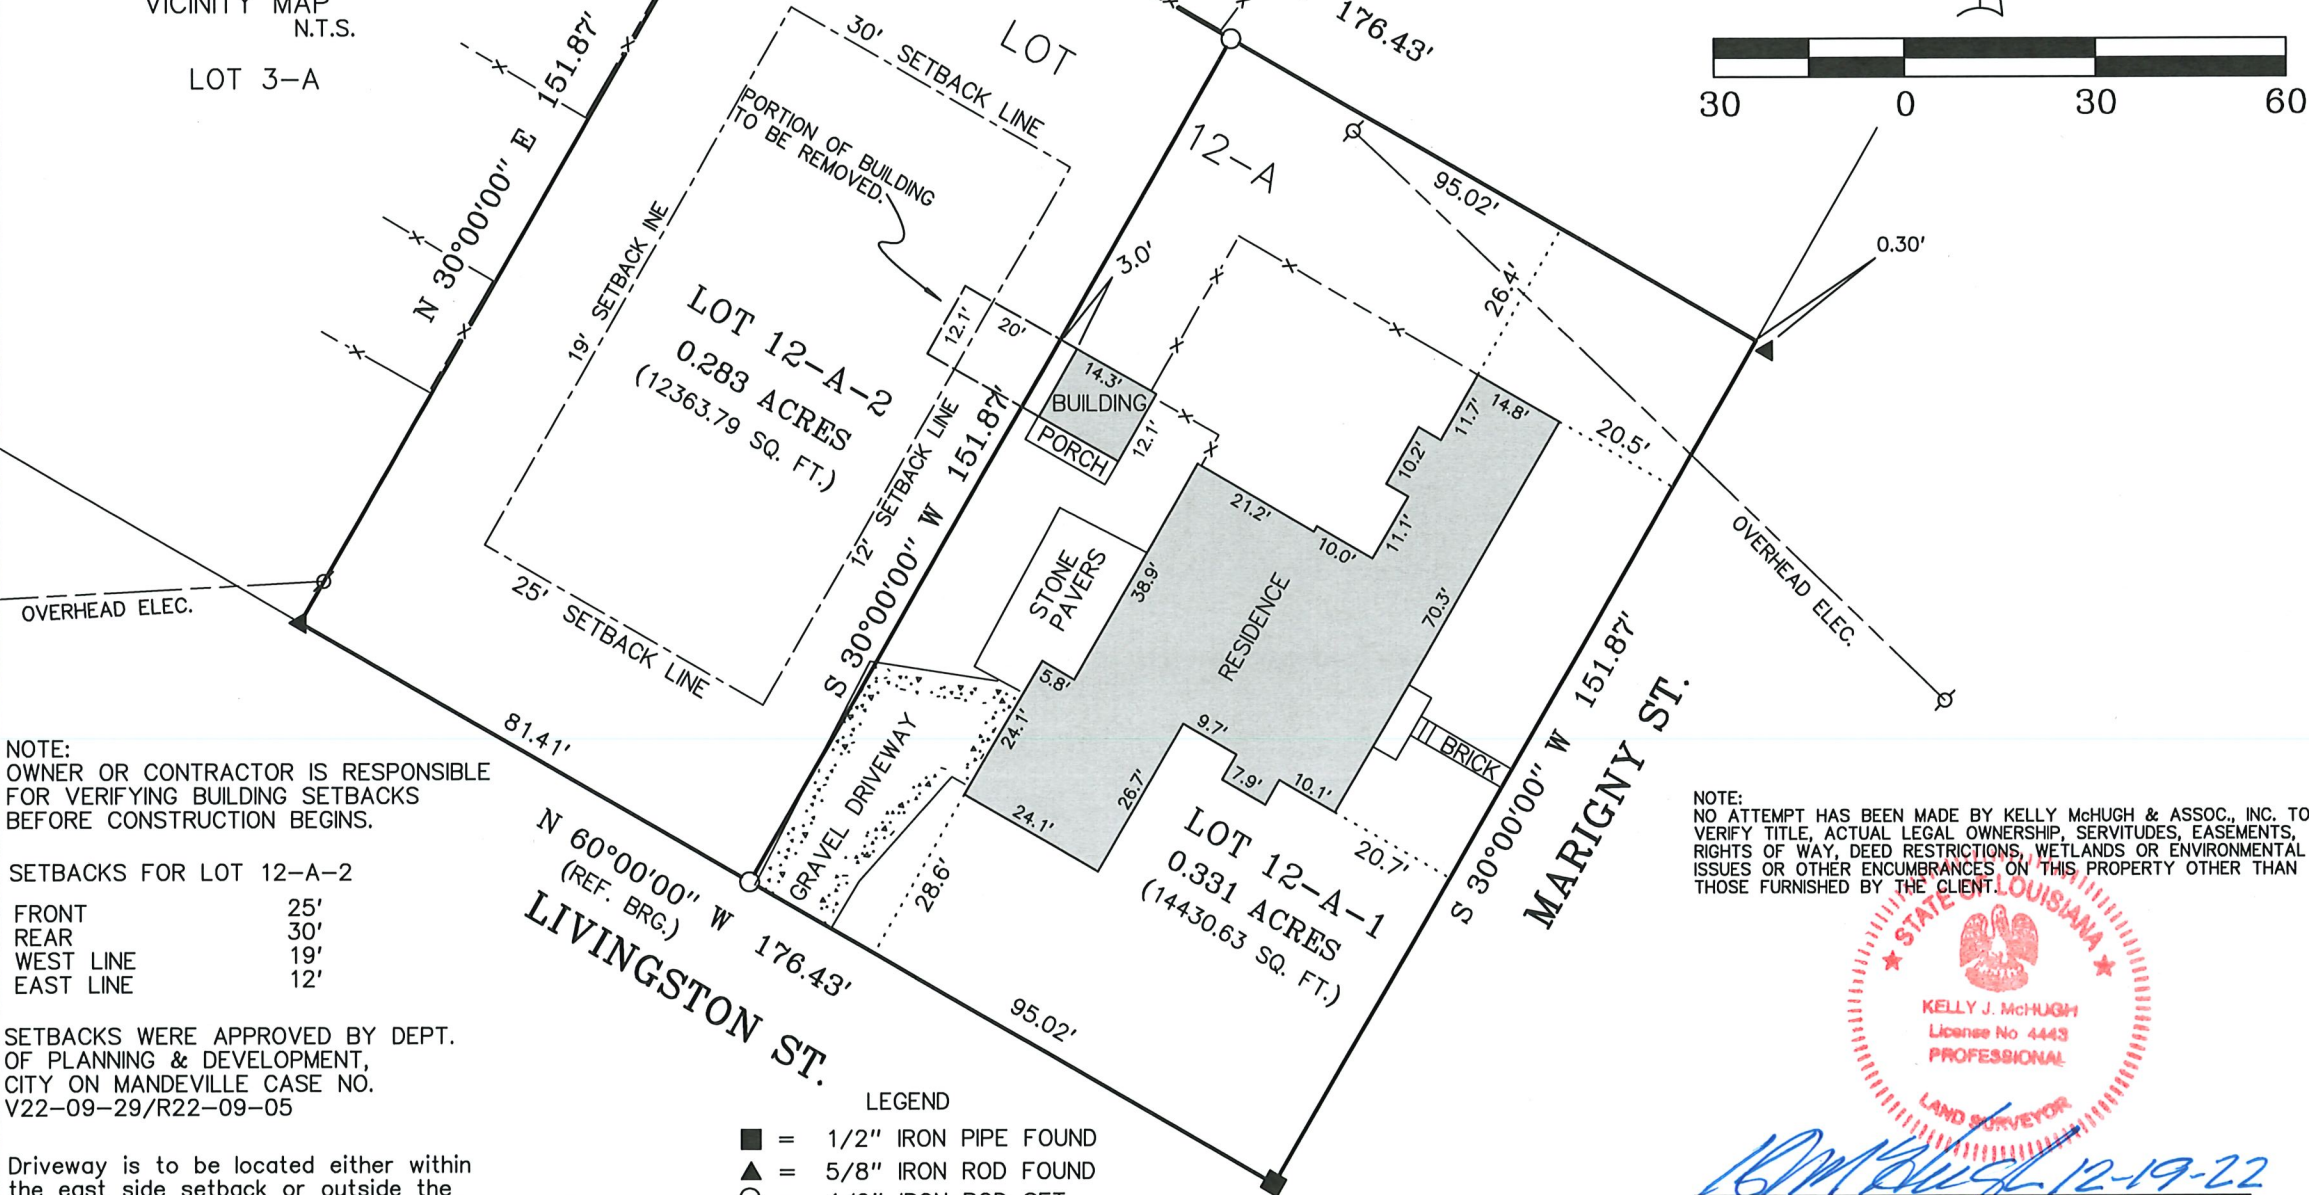 VICINITY MAP
N.T.S.
LOT 3-A
151.87'
N 30°00'00" E
30' SETBACK LINE
LOT
12-A
176.43'
30 0 30 60
PORTION OF BUILDING
TO BE REMOVED.
19' SETBACK INE
LOT 12-A-2
0.283 ACRES
(12363.79 SQ. FT.)
12.1'
20'
3.0'
95.02'
26.4'
0.30'
14.3'
BUILDING
PORCH
12.1'
12' SETBACK LINE
S 30°00'00" W 151.87'
14.8'
11.7'
10.2'
11.1'
20.5'
21.2'
10.0'
38.9'
STONE
PAVERS
RESIDENCE
70.3'
OVERHEAD ELEC.
OVERHEAD ELEC.
25' SETBACK LINE
5.8'
24.1'
9.7'
7.9'
10.1'
26.7'
24.1'
BRICK
GRAVEL DRIVEWAY
28.6'
20.7'
S 30°00'00" W 151.87'
MARIGNY ST.
LOT 12-A-1
0.331 ACRES
(14430.63 SQ. FT.)
81.41'
N 60°00'00" W 176.43'
(REF. BRG.)
LIVINGSTON ST.
95.02'
NOTE:
OWNER OR CONTRACTOR IS RESPONSIBLE
FOR VERIFYING BUILDING SETBACKS
BEFORE CONSTRUCTION BEGINS.
SETBACKS FOR LOT 12-A-2
FRONT 25'
REAR 30'
WEST LINE 19'
EAST LINE 12'
SETBACKS WERE APPROVED BY DEPT.
OF PLANNING & DEVELOPMENT,
CITY ON MANDEVILLE CASE NO.
V22-09-29/R22-09-05
Driveway is to be located either within
the east side setback or outside the
LEGEND
■ = 1/2" IRON PIPE FOUND
▲ = 5/8" IRON ROD FOUND
IRON ROD SET
NOTE:
NO ATTEMPT HAS BEEN MADE BY KELLY McHUGH & ASSOC., INC. TO
VERIFY TITLE, ACTUAL LEGAL OWNERSHIP, SERVITUDES, EASEMENTS,
RIGHTS OF WAY, DEED RESTRICTIONS, WETLANDS OR ENVIRONMENTAL
ISSUES OR OTHER ENCUMBRANCES ON THIS PROPERTY OTHER THAN
THOSE FURNISHED BY THE CLIENT.
STATE OF LOUISIANA
KELLY J. McHUGH
License No 4443
PROFESSIONAL
LAND SURVEYOR
12-19-22